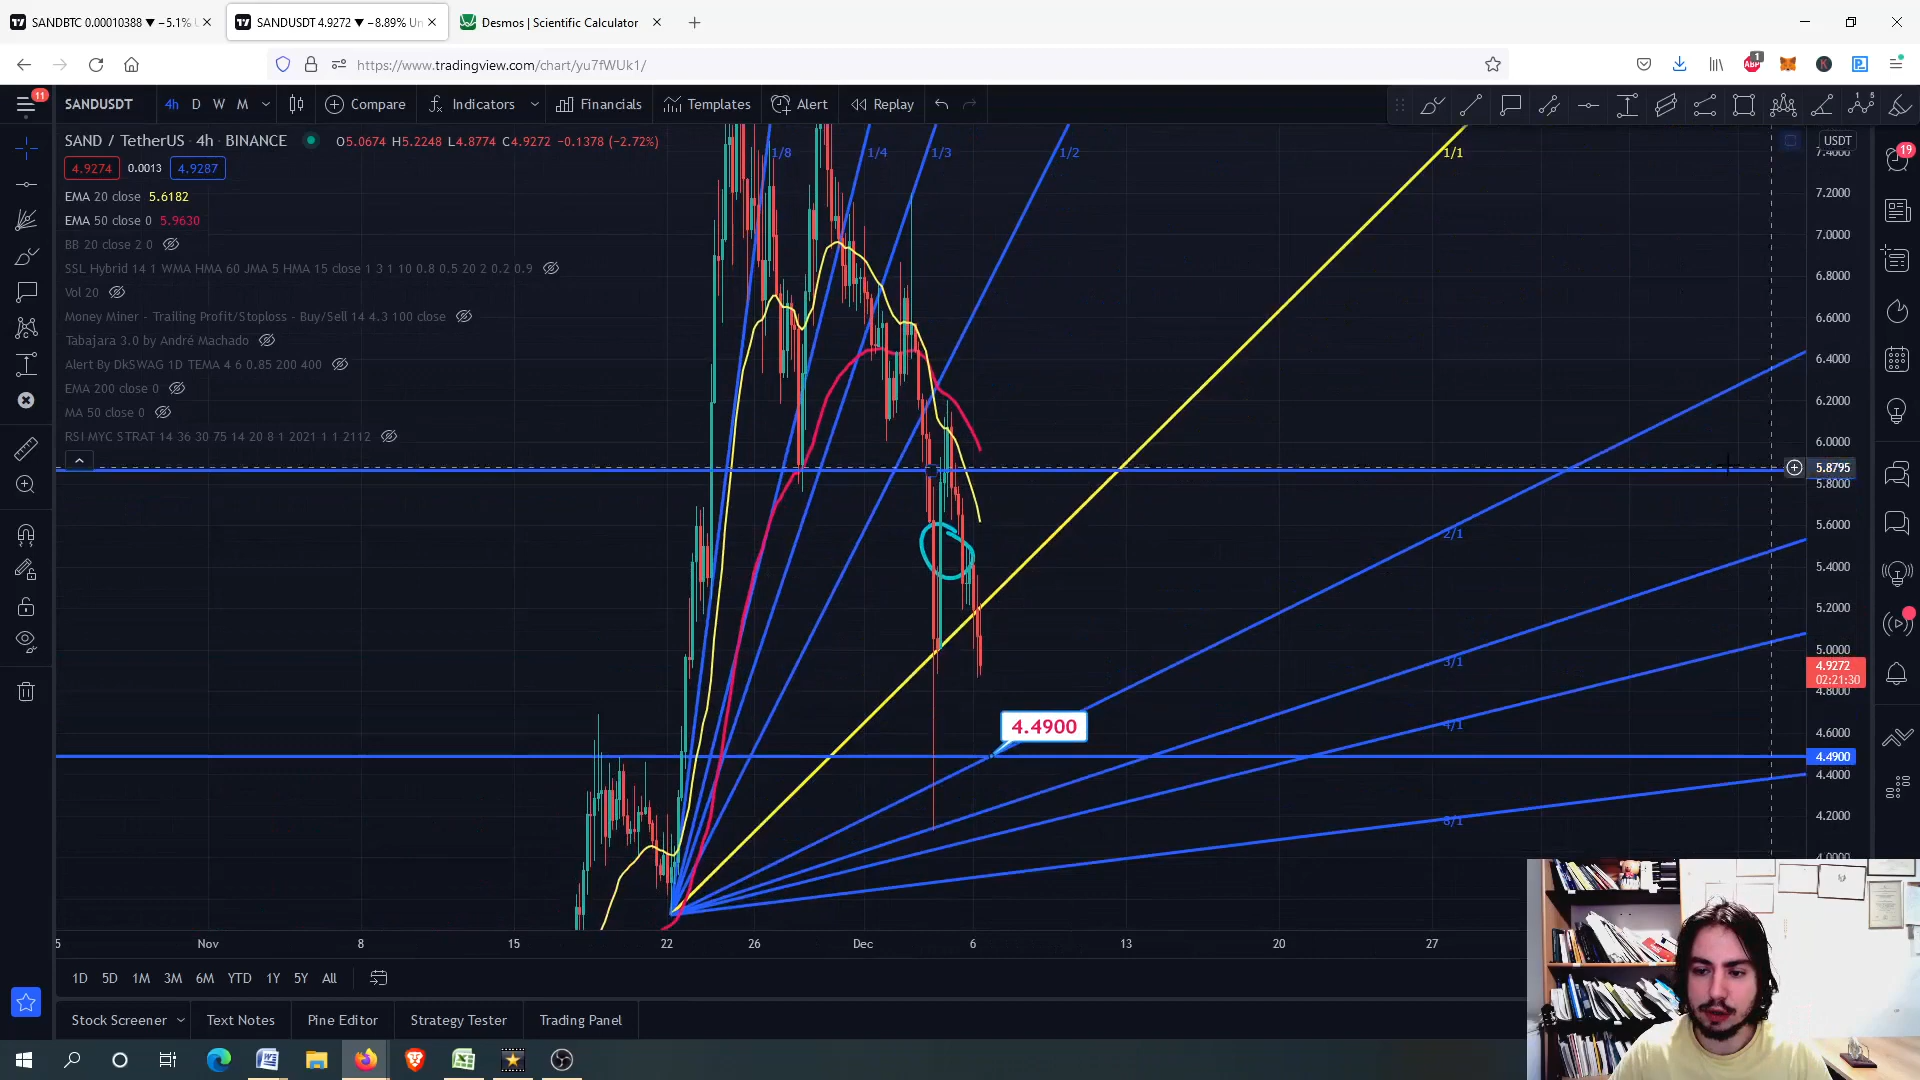 SANDBTC 0.00010388 ▼ −5.1%
SANDUSDT 4.9272 ▼ −8.89% Un
Desmos | Scientific Calculator
https://www.tradingview.com/chart/yu7fWUk1/
1
11
SANDUSDT 4h D W M Compare Indicators Financials Templates Alert Replay
SAND / TetherUS · 4h · BINANCE O5.0674 H5.2248 L4.8774 C4.9272 −0.1378 (−2.72%)
4.9274 0.0013 4.9287
EMA 20 close 5.6182
EMA 50 close 0 5.9630
BB 20 close 2 0
SSL Hybrid 14 1 WMA HMA 60 JMA 5 HMA 15 close 1 3 1 10 0.8 0.5 20 2 0.2 0.9
Vol 20
Money Miner - Trailing Profit/Stoploss - Buy/Sell 14 4.3 100 close
Tabajara 3.0 by André Machado
Alert By DkSWAG 1D TEMA 4 6 0.85 200 400
EMA 200 close 0
MA 50 close 0
RSI MYC STRAT 14 36 30 75 14 20 8 1 2021 1 1 2112
1/8
1/4
1/3
1/2
1/1
2/1
3/1
4/1
8/1
4.4900
USDT
19
7.4000
7.2000
7.0000
6.8000
6.6000
6.4000
6.2000
6.0000
5.8795
5.8000
5.6000
5.4000
5.2000
5.0000
4.9272
02:21:30
4.8000
4.6000
4.4900
4.4000
4.2000
4.0000
5 Nov 8 15 22 26 Dec 6 13 20 27
1D 5D 1M 3M 6M YTD 1Y 5Y All
Stock Screener Text Notes Pine Editor Strategy Tester Trading Panel